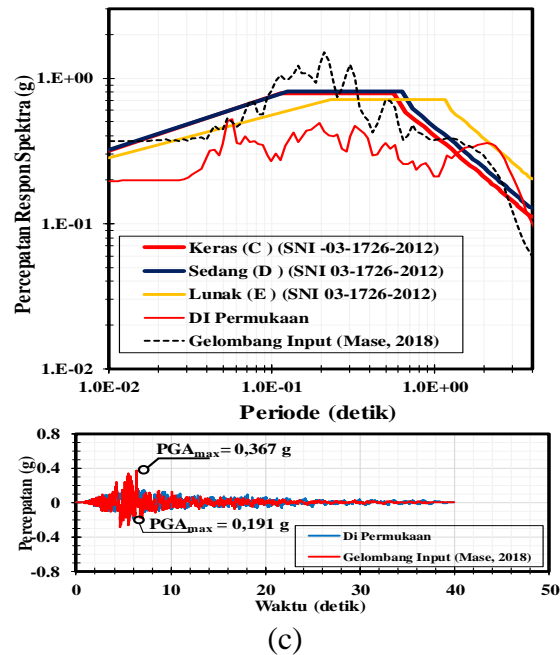 Percepatan Respon Spektra (g)
1.E+00
1.E-01
1.E-02
Keras (C ) (SNI -03-1726-2012)
Sedang (D ) (SNI 03-1726-2012)
Lunak (E ) (SNI 03-1726-2012)
DI Permukaan
Gelombang Input (Mase, 2018)
1.0E-02 1.0E-01 1.0E+00
Periode (detik)
Percepatan (g)
0.8
0.4
0
-0.4
-0.8
PGAmax = 0,367 g
PGAmax = 0,191 g
Di Permukaan
Gelombang Input (Mase, 2018)
0 10 20 30 40 50
Waktu (detik)
(c)